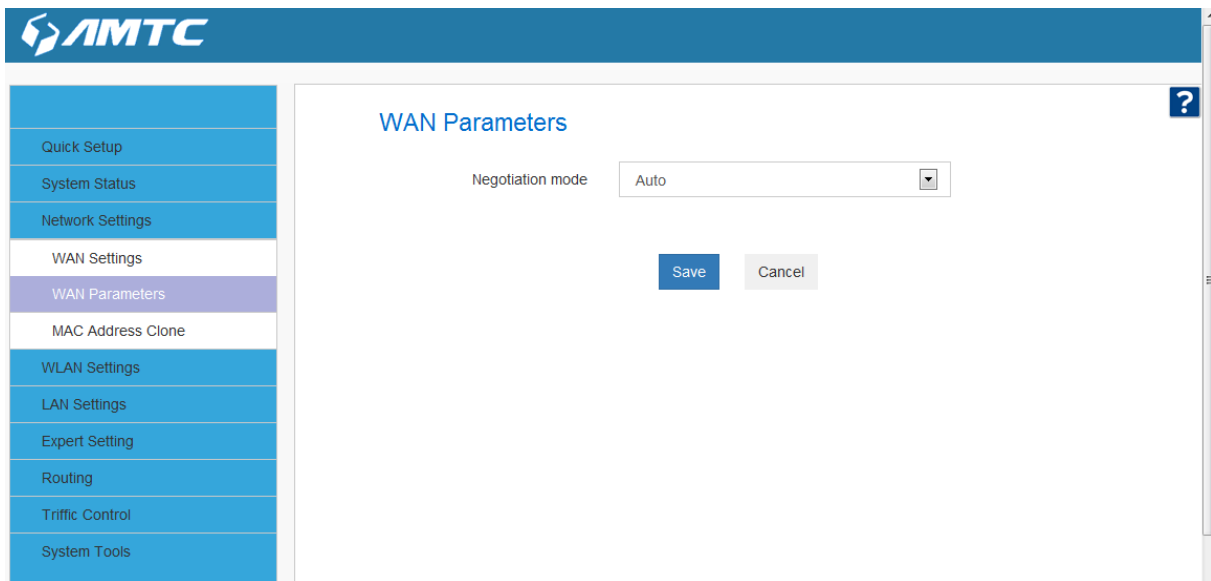 AMTC
?
WAN Parameters
Negotiation mode Auto
Save Cancel
Quick Setup
System Status
Network Settings
WAN Settings
WAN Parameters
MAC Address Clone
WLAN Settings
LAN Settings
Expert Setting
Routing
Triffic Control
System Tools